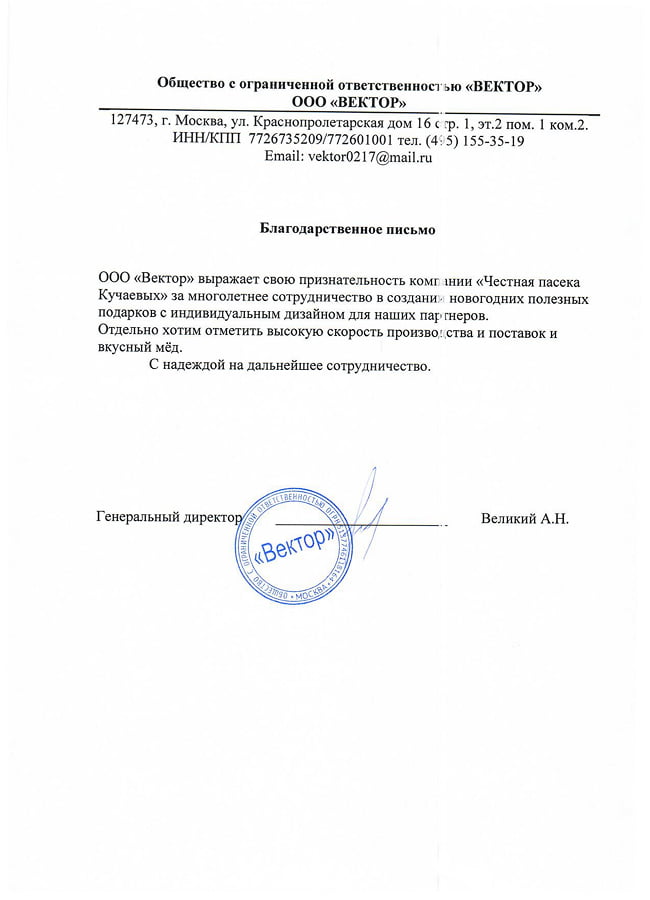 Общество с ограниченной ответственностью «ВЕКТОР»
ООО «ВЕКТОР»
127473, г. Москва, ул. Краснопролетарская дом 16 стр. 1, эт.2 пом. 1 ком.2.
ИНН/КПП 7726735209/772601001 тел. (495) 155-35-19
Email: vektor0217@mail.ru
Благодарственное письмо
ООО «Вектор» выражает свою признательность компании «Честная пасека
Кучаевых» за многолетнее сотрудничество в создании новогодних полезных
подарков с индивидуальным дизайном для наших партнеров.
Отдельно хотим отметить высокую скорость производства и поставок и
вкусный мёд.
С надеждой на дальнейшее сотрудничество.
Генеральный директор
Великий А.Н.
ОБЩЕСТВО С ОГРАНИЧЕННОЙ ОТВЕТСТВЕННОСТЬЮ
«Вектор»
• МОСКВА •